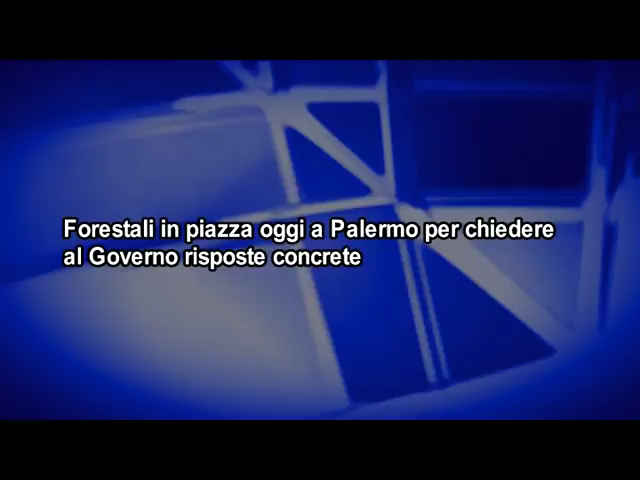 Forestali in piazza oggi a Palermo per chiedere
al Governo risposte concrete